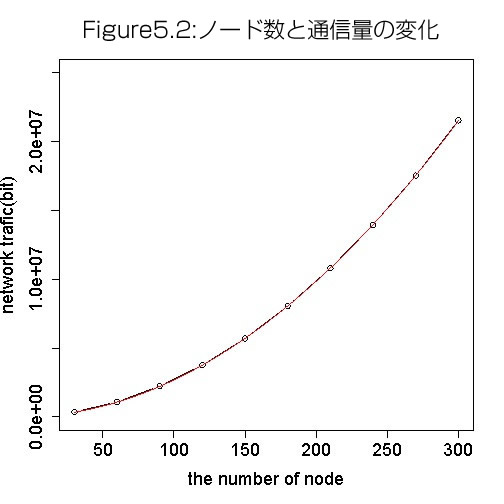 Figure5.2:ノード数と通信量の変化
network trafic(bit)
2.0e+07
1.0e+07
0.0e+00
50 100 150 200 250 300
the number of node